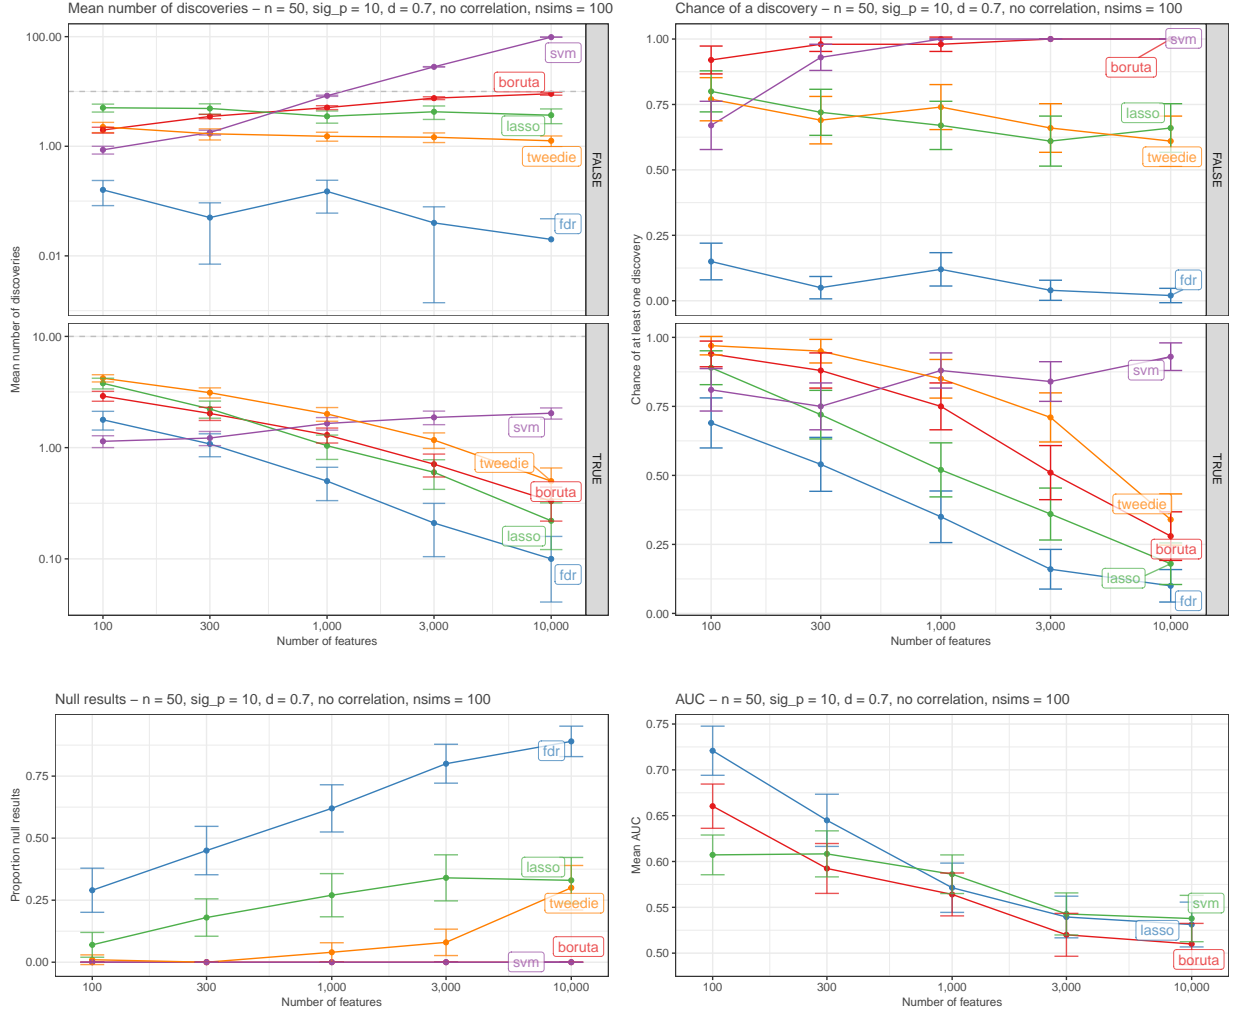 Mean number of discoveries – n = 50, sig_p = 10, d = 0.7, no correlation, nsims = 100
100.00
1.00
0.01
svm
boruta
lasso
tweedie
fdr
FALSE
Mean number of discoveries
10.00
1.00
0.10
svm
tweedie
boruta
lasso
fdr
TRUE
100
300
1,000
3,000
10,000
Number of features
Chance of a discovery – n = 50, sig_p = 10, d = 0.7, no correlation, nsims = 100
1.00
0.75
0.50
0.25
0.00
svm
boruta
lasso
tweedie
fdr
FALSE
Chance of at least one discovery
1.00
0.75
0.50
0.25
0.00
svm
tweedie
boruta
lasso
fdr
TRUE
100
300
1,000
3,000
10,000
Number of features
Null results – n = 50, sig_p = 10, d = 0.7, no correlation, nsims = 100
0.75
0.50
0.25
0.00
Proportion null results
fdr
lasso
tweedie
boruta
svm
100
300
1,000
3,000
10,000
Number of features
AUC – n = 50, sig_p = 10, d = 0.7, no correlation, nsims = 100
0.75
0.70
0.65
0.60
0.55
0.50
Mean AUC
svm
lasso
boruta
100
300
1,000
3,000
10,000
Number of features